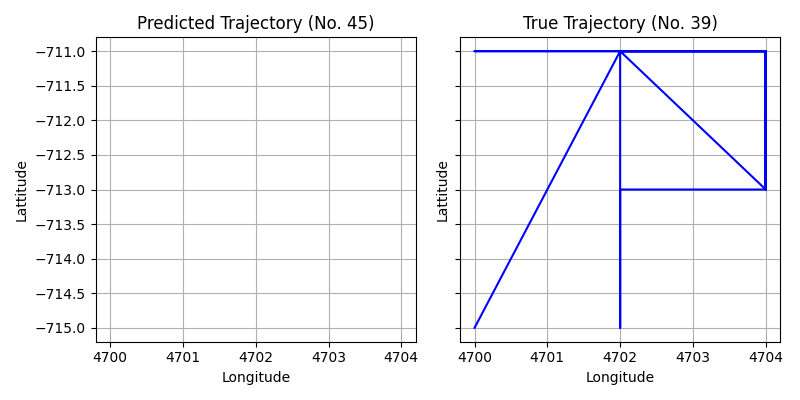 Predicted Trajectory (No. 45)
True Trajectory (No. 39)
−711.0
−711.5
−712.0
−712.5
−713.0
−713.5
−714.0
−714.5
−715.0
Lattitude
4700 4701 4702 4703 4704
Longitude
Lattitude
4700 4701 4702 4703 4704
Longitude